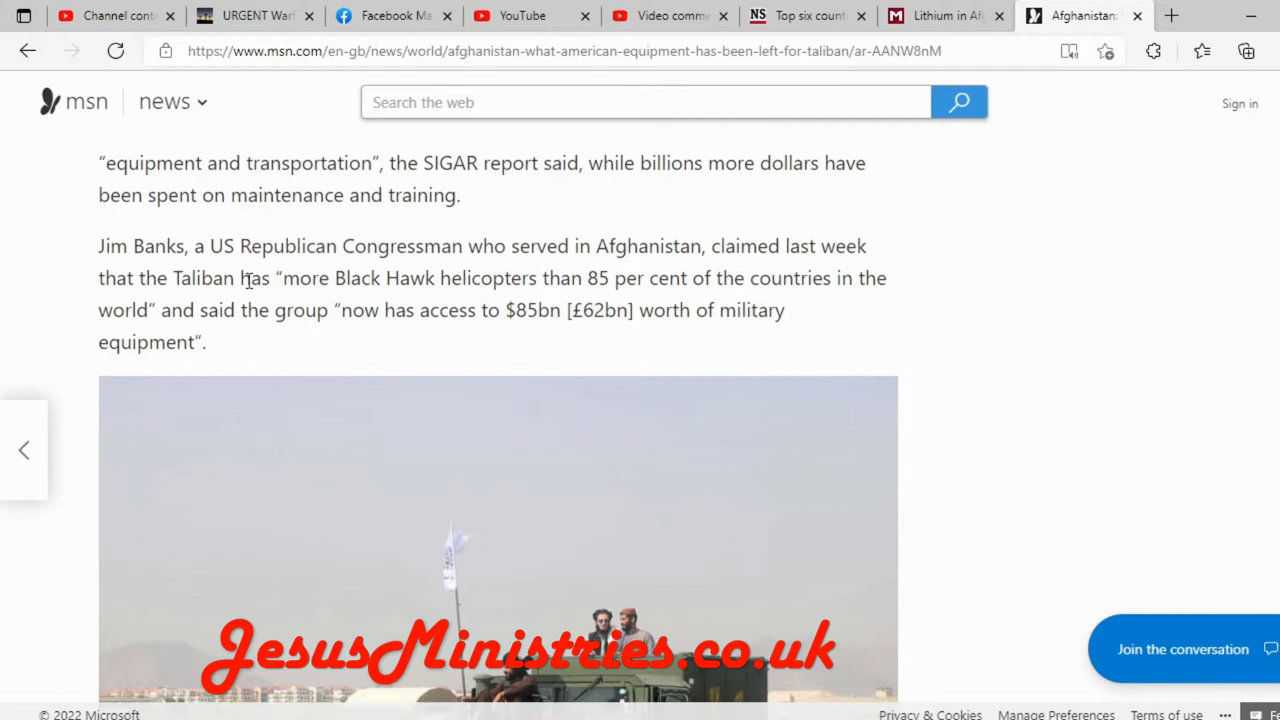 Channel cont
URGENT War
Facebook Ma
YouTube
Video comme
NS Top six count
M Lithium in Afg
Afghanistan:
https://www.msn.com/en-gb/news/world/afghanistan-what-american-equipment-has-been-left-for-taliban/ar-AANW8nM
msn news
Search the web
Sign in
“equipment and transportation”, the SIGAR report said, while billions more dollars have
been spent on maintenance and training.
Jim Banks, a US Republican Congressman who served in Afghanistan, claimed last week
that the Taliban has “more Black Hawk helicopters than 85 per cent of the countries in the
world” and said the group “now has access to $85bn [£62bn] worth of military
equipment”.
JesusMinistries.co.uk
Join the conversation
© 2022 Microsoft
Privacy & Cookies
Manage Preferences
Terms of use
...